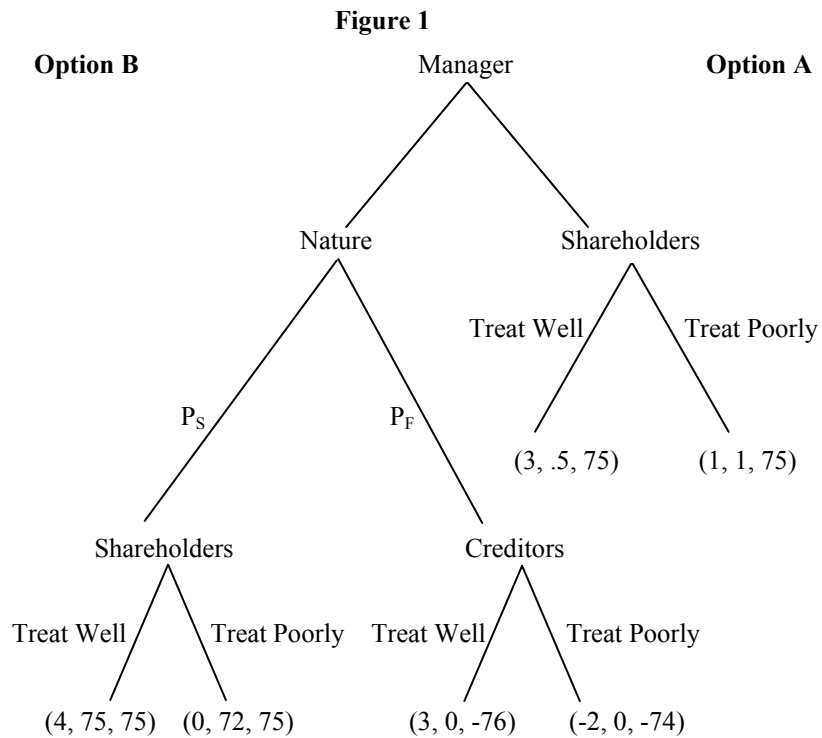 Figure 1
Option B Manager Option A
Nature Shareholders
Treat Well Treat Poorly
P_S P_F
(3, .5, 75) (1, 1, 75)
Shareholders Creditors
Treat Well Treat Poorly Treat Well Treat Poorly
(4, 75, 75) (0, 72, 75) (3, 0, -76) (-2, 0, -74)